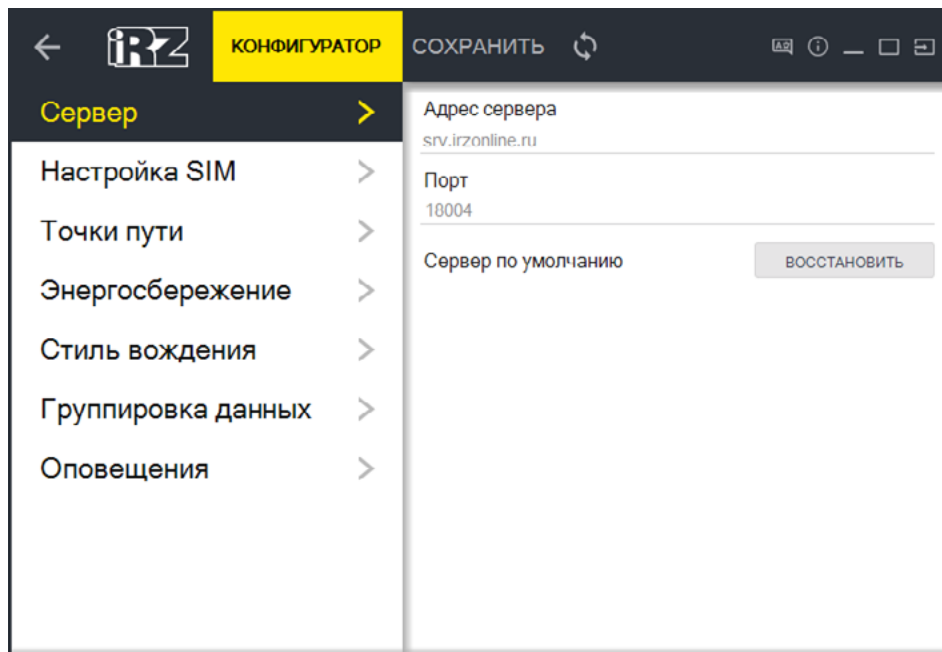 iRZ
КОНФИГУРАТОР
СОХРАНИТЬ
Сервер
Настройка SIM
Точки пути
Энергосбережение
Стиль вождения
Группировка данных
Оповещения
Адрес сервера
srv.irzonline.ru
Порт
18004
Сервер по умолчанию
ВОССТАНОВИТЬ